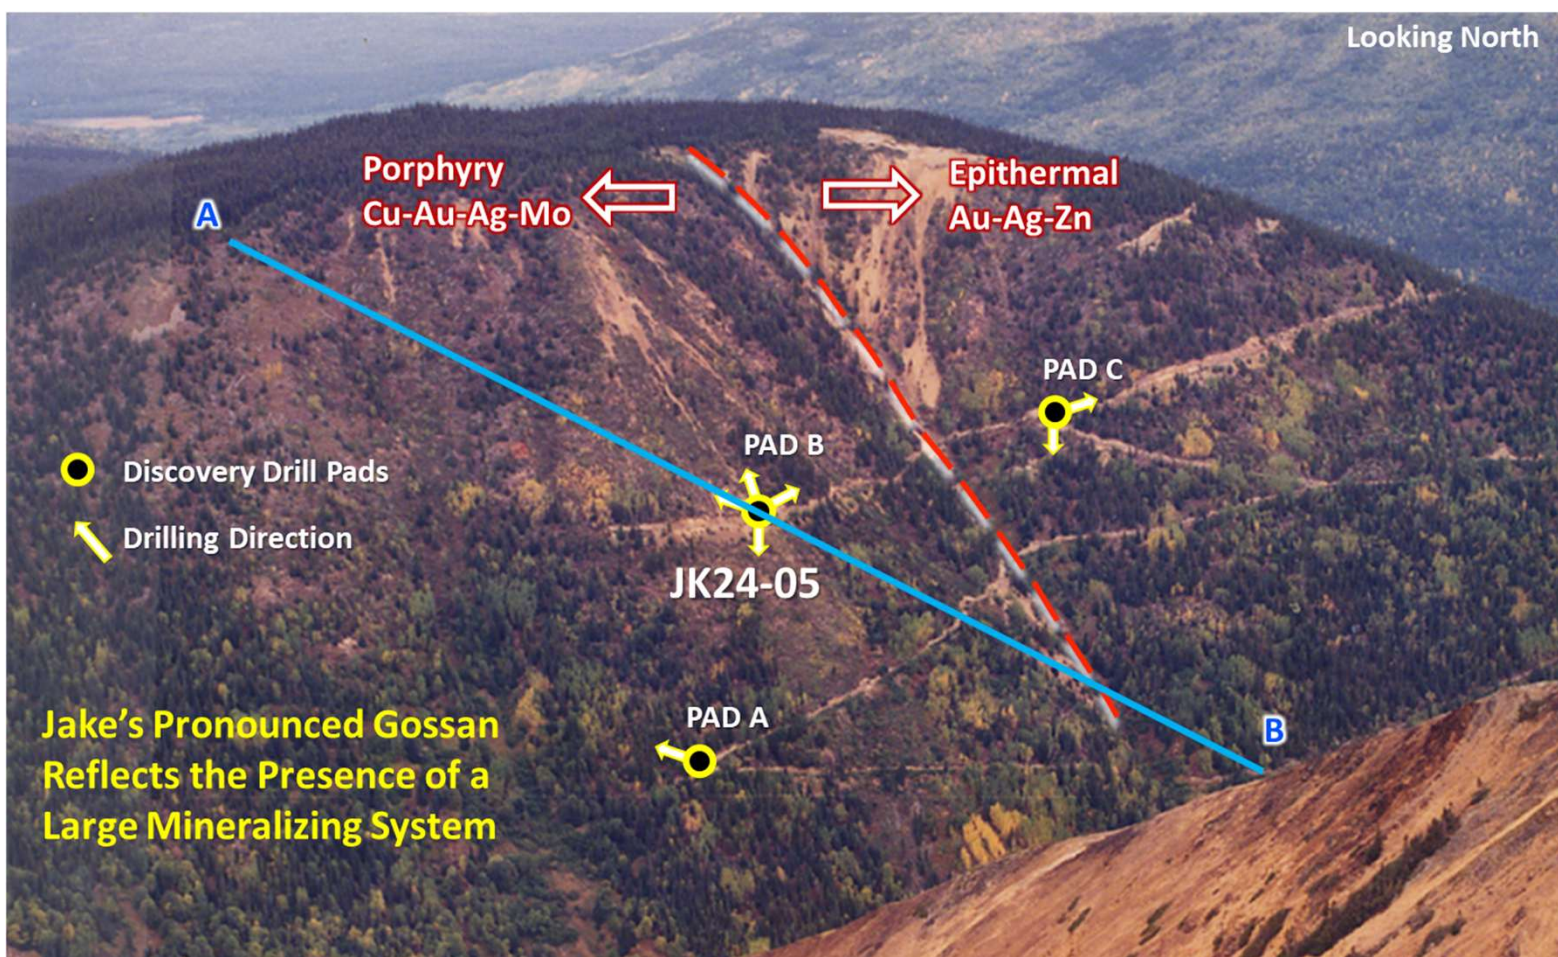 Looking North
Porphyry
Cu-Au-Ag-Mo
Epithermal
Au-Ag-Zn
A
PAD C
PAD B
Discovery Drill Pads
Drilling Direction
JK24-05
PAD A
B
Jake’s Pronounced Gossan
Reflects the Presence of a
Large Mineralizing System